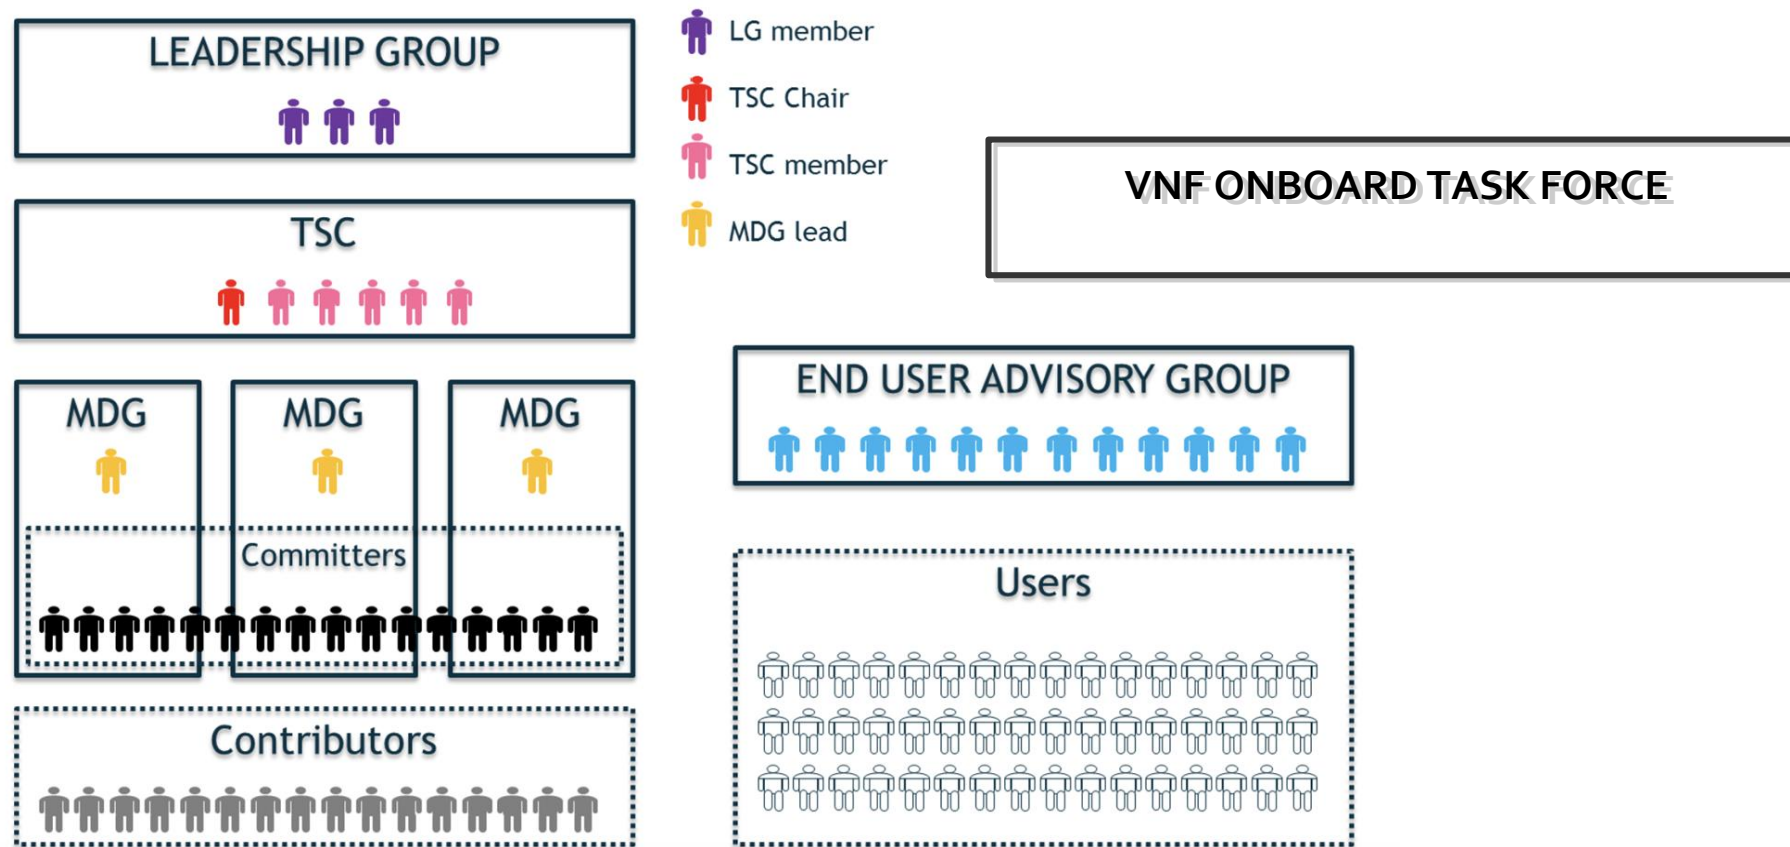 LEADERSHIP GROUP
LG member
TSC Chair
TSC member
MDG lead
VNF ONBOARD TASK FORCE
TSC
MDG
MDG
MDG
Committers
Contributors
END USER ADVISORY GROUP
Users